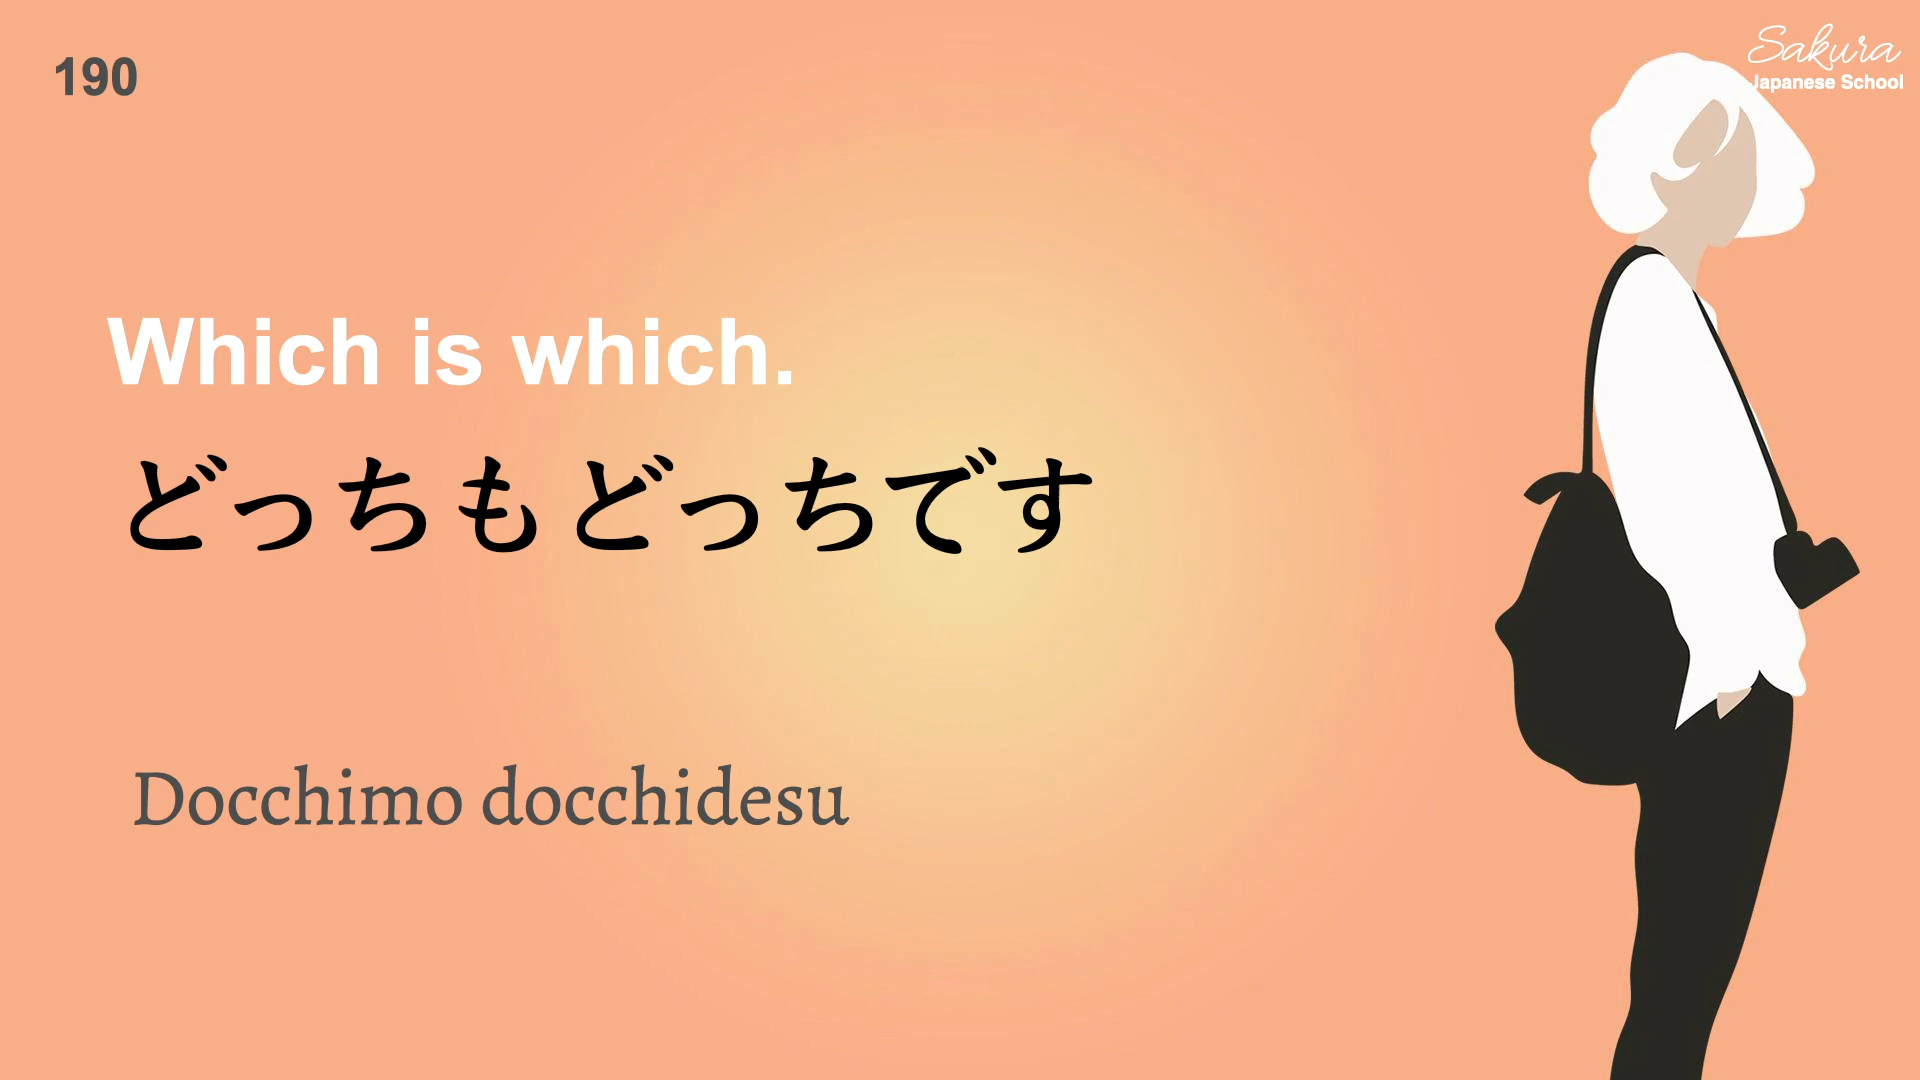 190
Sakura
Japanese School
Which is which.
どっちもどっちです
Docchimo docchidesu